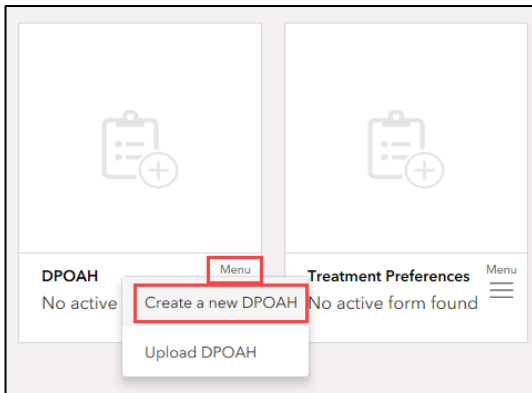 DPOAH
Menu
No active
Create a new DPOAH
Upload DPOAH
Treatment Preferences
Menu
No active form found